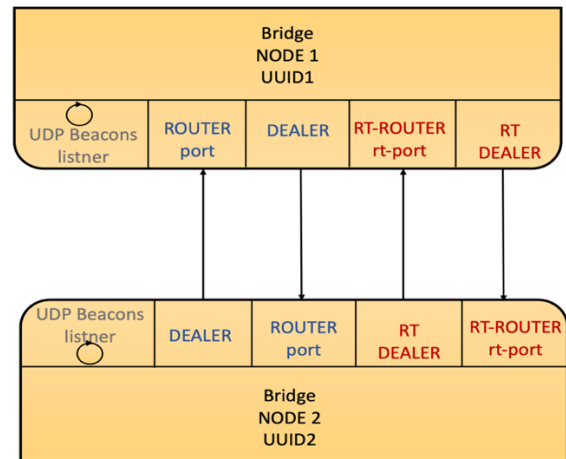 Bridge
NODE 1
UUID1
UDP Beacons
listner
ROUTER
port
DEALER
RT-ROUTER
rt-port
RT
DEALER
UDP Beacons
listner
DEALER
ROUTER
port
RT
DEALER
RT-ROUTER
rt-port
Bridge
NODE 2
UUID2